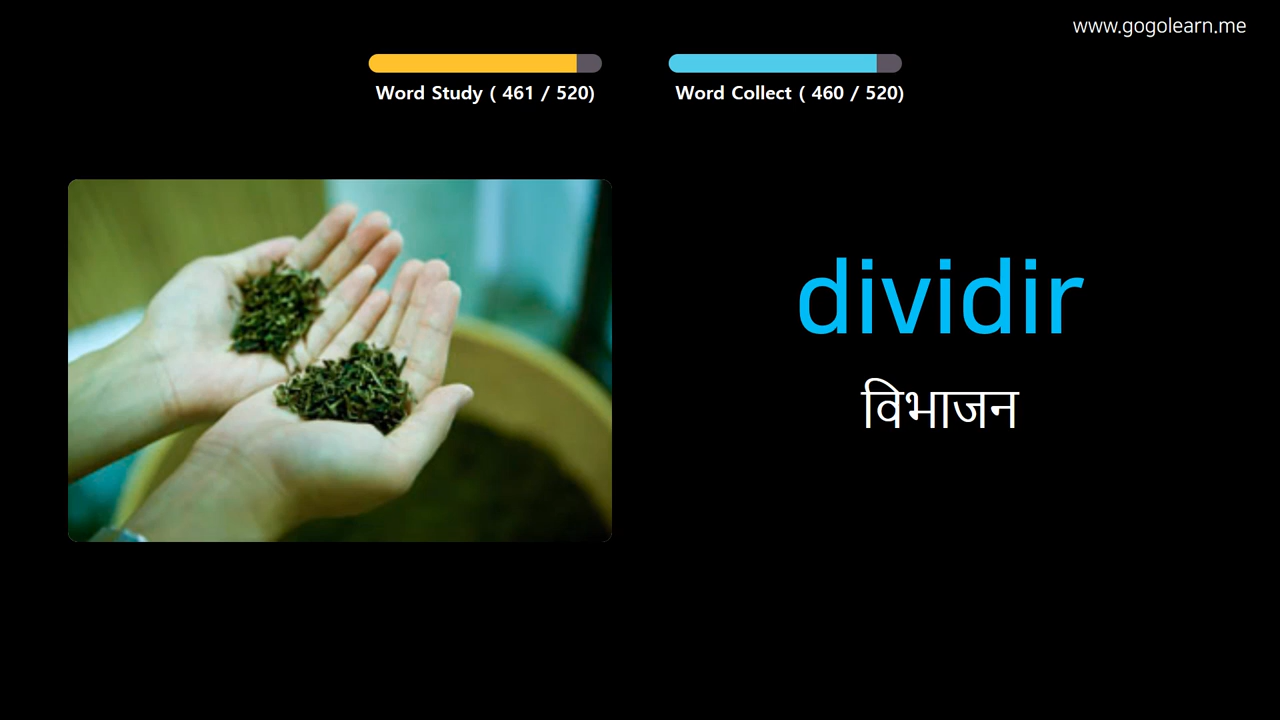 www.gogolearn.me
Word Study ( 461 / 520)
Word Collect ( 460 / 520)
dividir
विभाजन